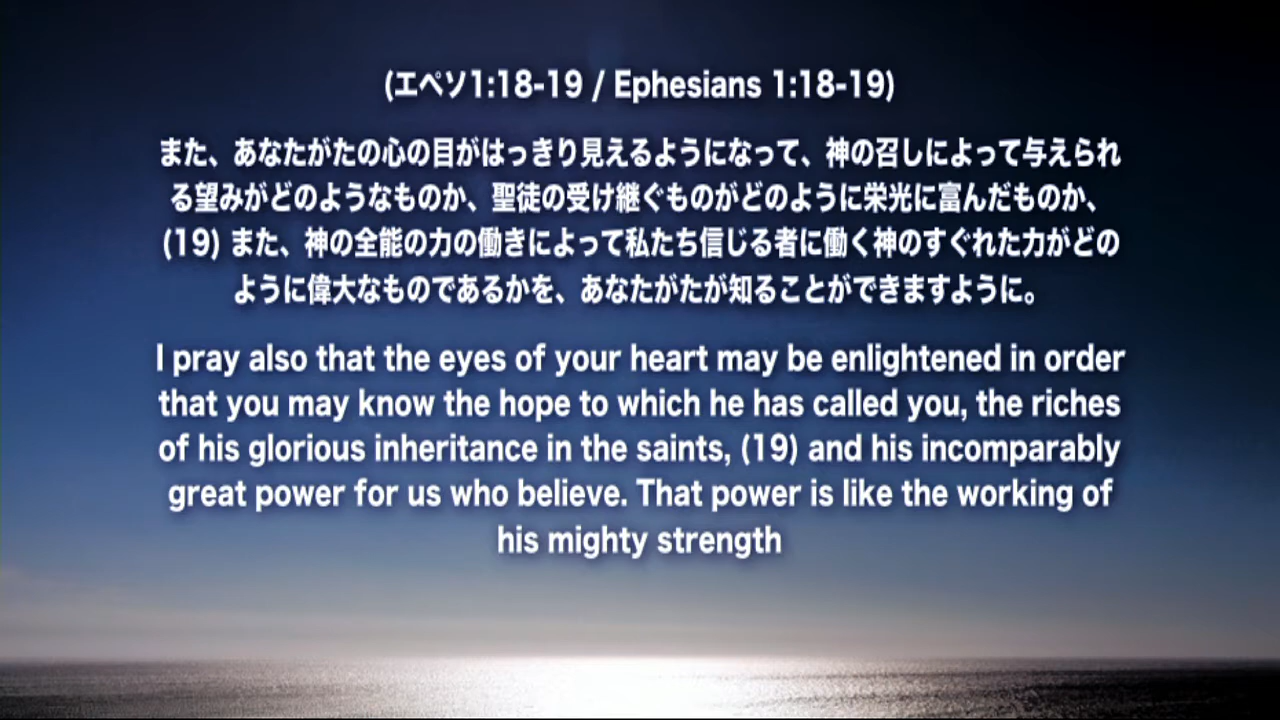 (エペソ1:18-19 / Ephesians 1:18-19)
また、あなたがたの心の目がはっきり見えるようになって、神の召しによって与えられ
る望みがどのようなものか、聖徒の受け継ぐものがどのように栄光に富んだものか、
(19) また、神の全能の力の働きによって私たち信じる者に働く神のすぐれた力がどの
ように偉大なものであるかを、あなたがたが知ることができますように。
I pray also that the eyes of your heart may be enlightened in order
that you may know the hope to which he has called you, the riches
of his glorious inheritance in the saints, (19) and his incomparably
great power for us who believe. That power is like the working of
his mighty strength